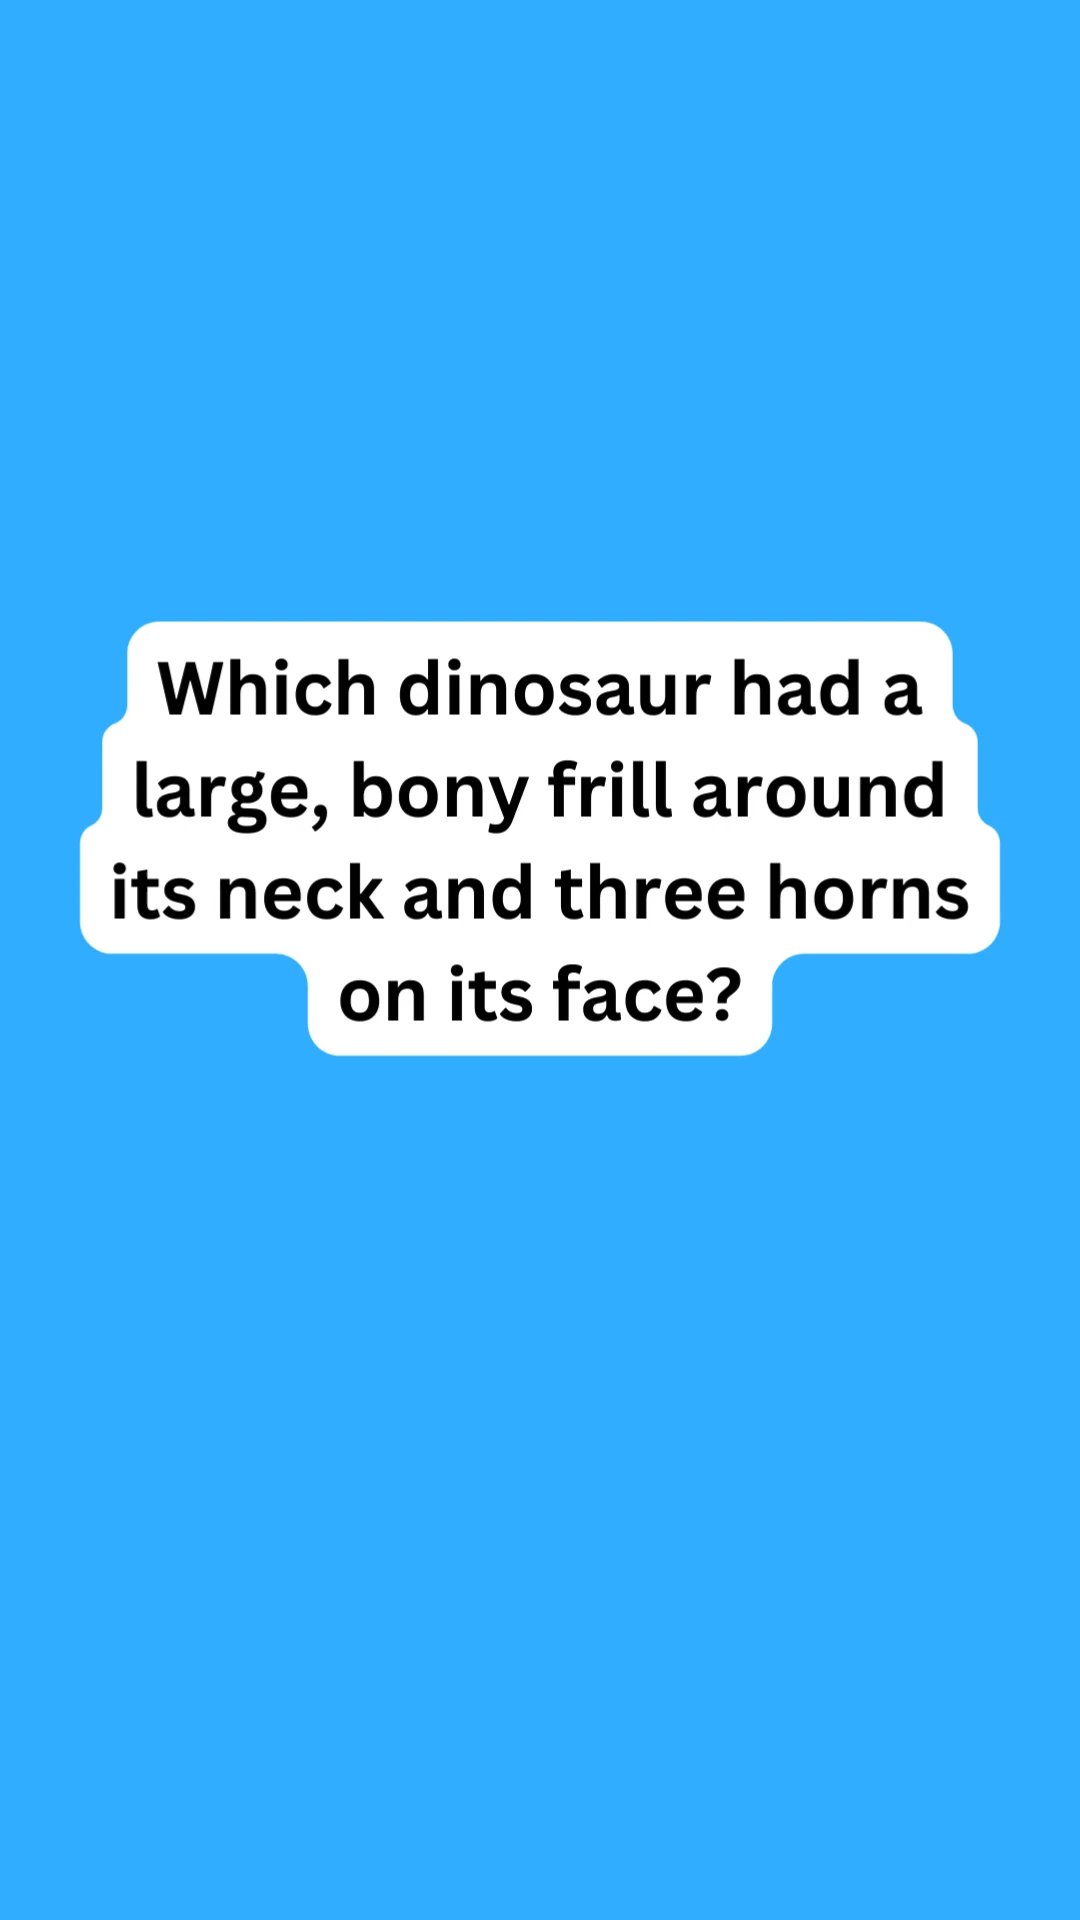 Which dinosaur had a
large, bony frill around
its neck and three horns
on its face?